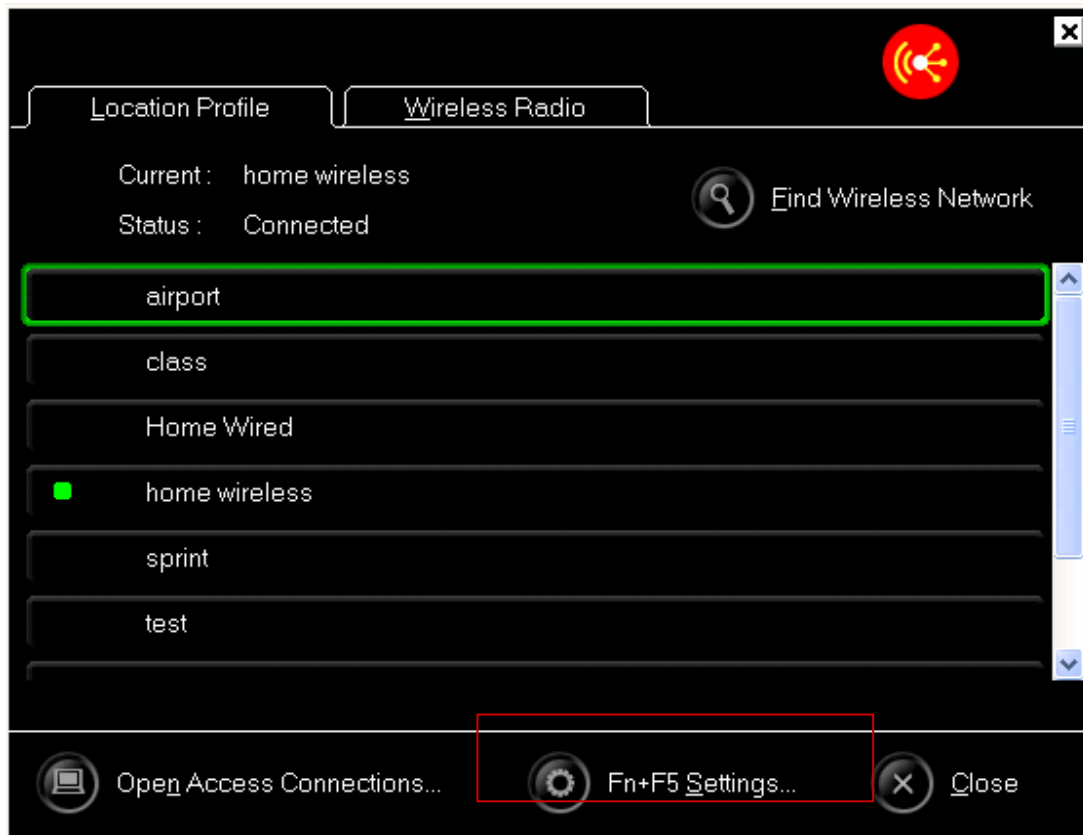 Location Profile
Wireless Radio
Current : home wireless
Find Wireless Network
Status : Connected
airport
class
Home Wired
home wireless
sprint
test
Open Access Connections...
Fn+F5 Settings...
Close